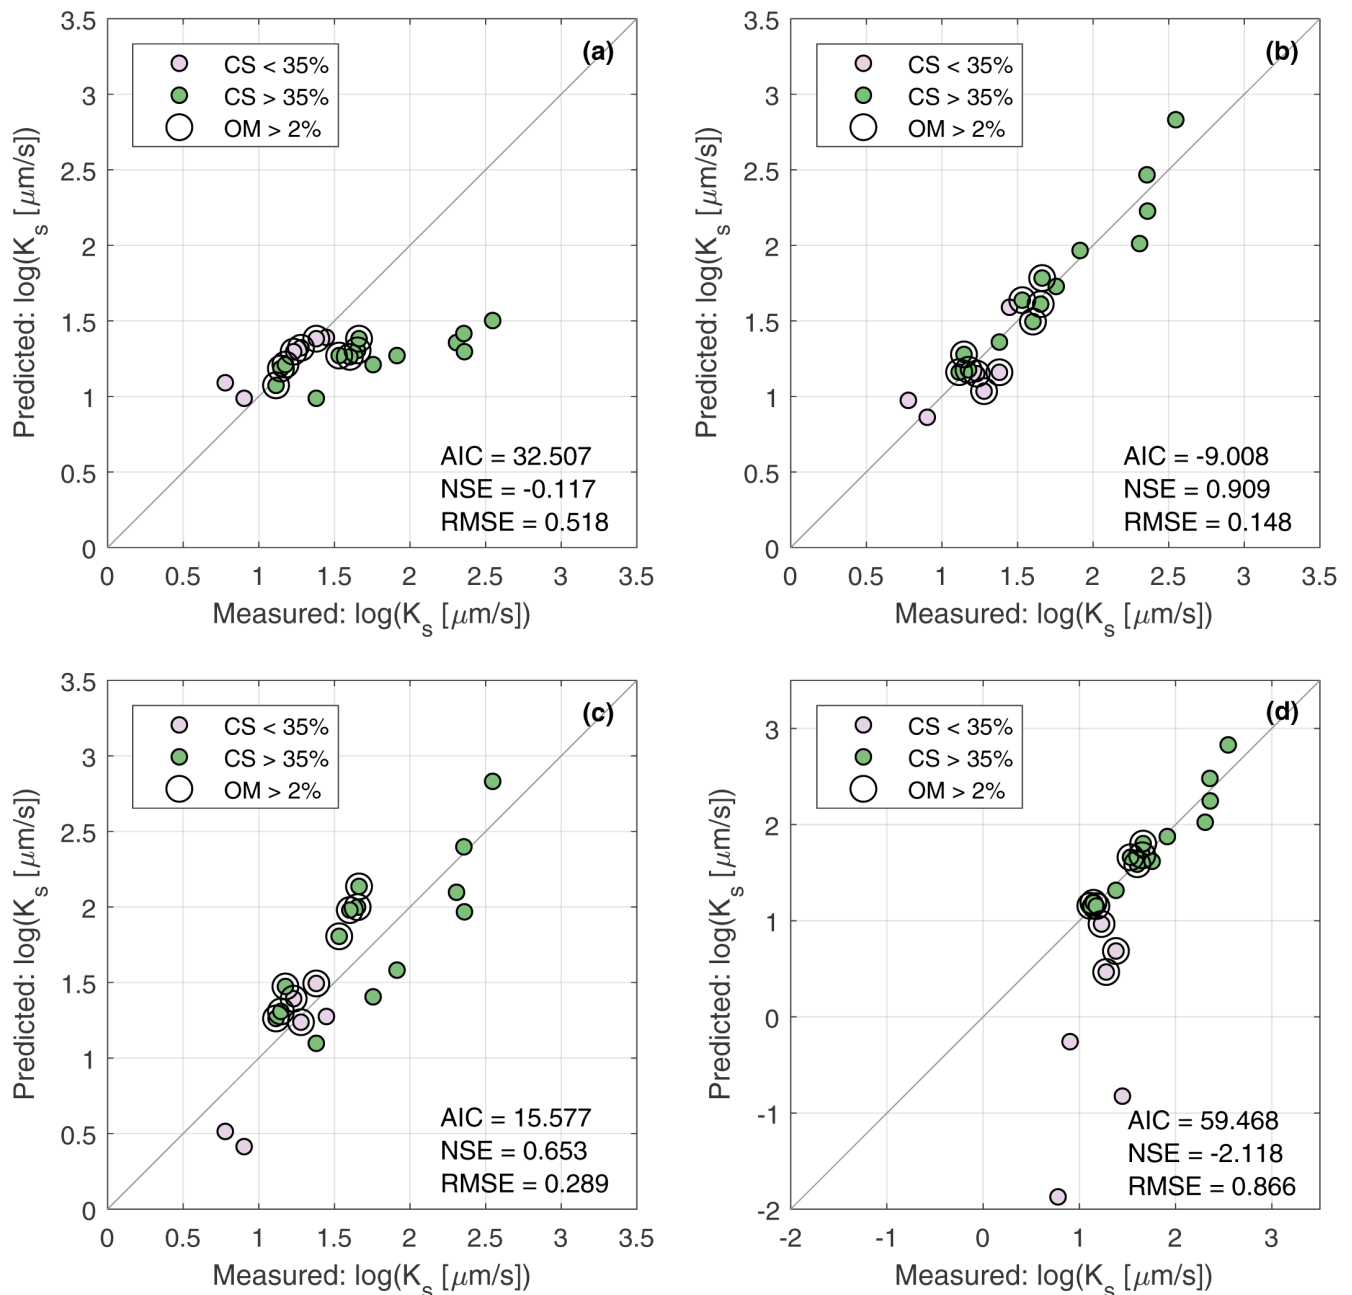 3.5
3
2.5
2
1.5
1
0.5
0
0 0.5 1 1.5 2 2.5 3 3.5
Predicted: log(Ks [μm/s])
Measured: log(Ks [μm/s])
(a)
CS < 35%
CS > 35%
OM > 2%
AIC = 32.507
NSE = -0.117
RMSE = 0.518
3.5
3
2.5
2
1.5
1
0.5
0
0 0.5 1 1.5 2 2.5 3 3.5
Predicted: log(Ks [μm/s])
Measured: log(Ks [μm/s])
(b)
CS < 35%
CS > 35%
OM > 2%
AIC = -9.008
NSE = 0.909
RMSE = 0.148
3.5
3
2.5
2
1.5
1
0.5
0
0 0.5 1 1.5 2 2.5 3 3.5
Predicted: log(Ks [μm/s])
Measured: log(Ks [μm/s])
(c)
CS < 35%
CS > 35%
OM > 2%
AIC = 15.577
NSE = 0.653
RMSE = 0.289
3
2
1
0
-1
-2
-2 -1 0 1 2 3
Predicted: log(Ks [μm/s])
Measured: log(Ks [μm/s])
(d)
CS < 35%
CS > 35%
OM > 2%
AIC = 59.468
NSE = -2.118
RMSE = 0.866